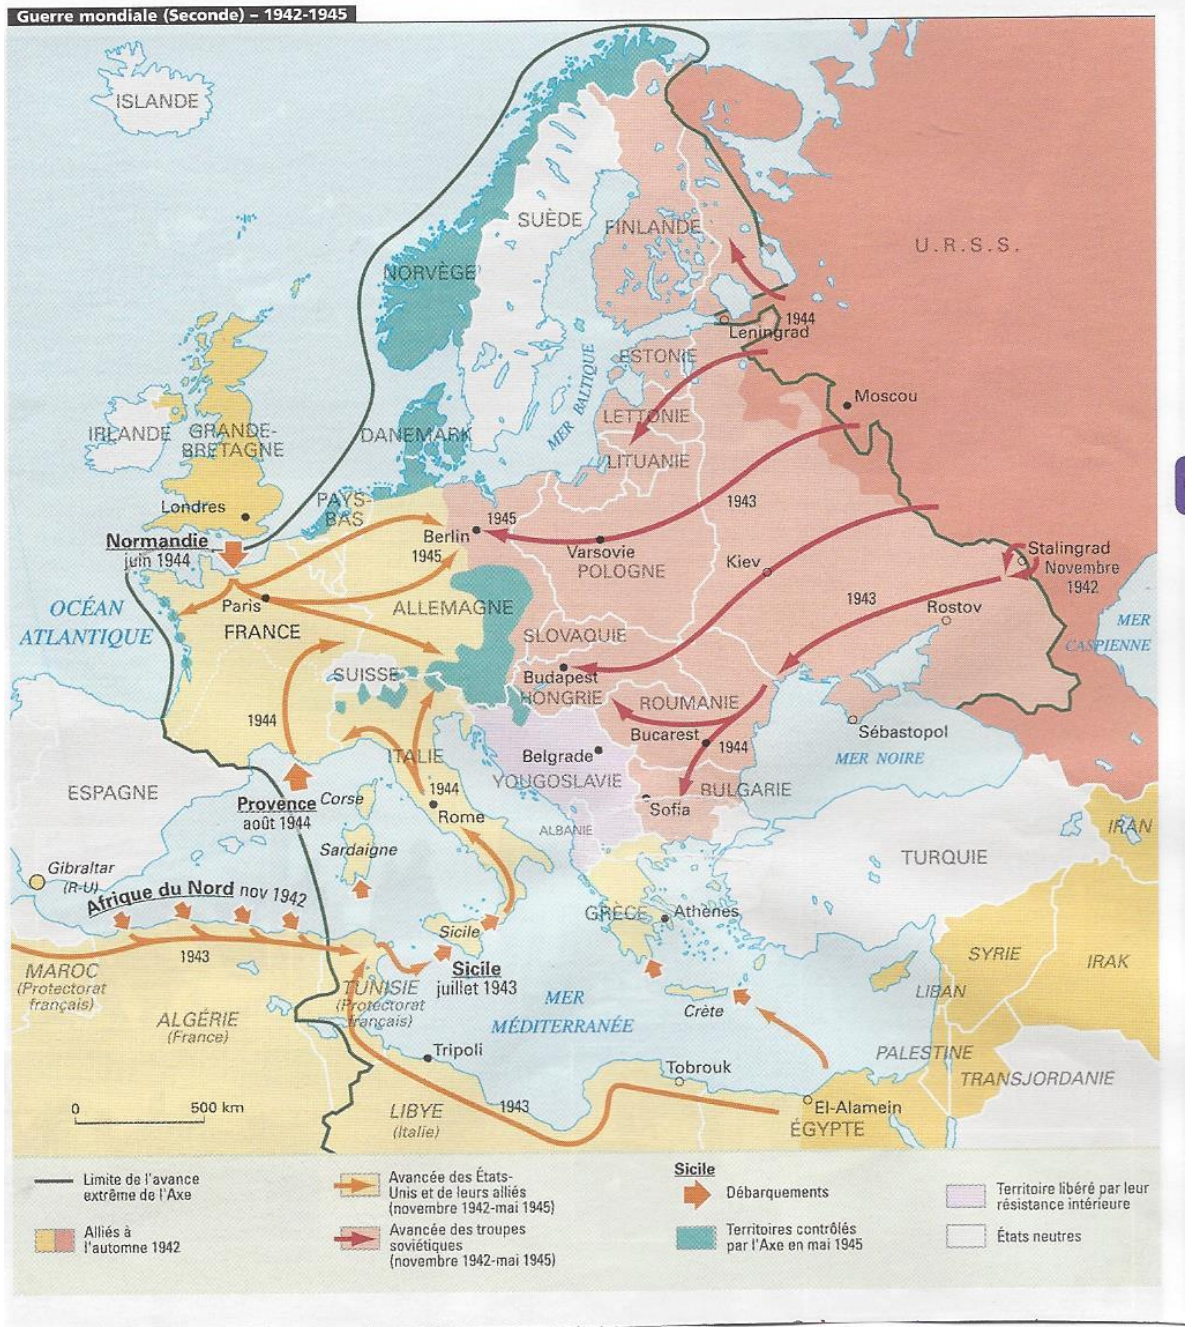 Guerre mondiale (Seconde) – 1942-1945
ISLANDE
SUÈDE
FINLANDE
U.R.S.S.
NORVÈGE
1944
Leningrad
ESTONIE
MER BALTIQUE
Moscou
LETTONIE
IRLANDE
GRANDE-
BRETAGNE
DANEMARK
LITUANIE
PAYS-
BAS
Londres
1943
1945
Berlin
Varsovie
POLOGNE
Normandie
juin 1944
1945
Kiev
Stalingrad
Novembre
1942
OCÉAN
ATLANTIQUE
Paris
FRANCE
ALLEMAGNE
1943
Rostov
MER
CASPIENNE
SLOVAQUIE
SUISSE
Budapest
HONGRIE
ROUMANIE
1944
Bucarest
1944
Sébastopol
MER NOIRE
ITALIE
Belgrade
YOUGOSLAVIE
BULGARIE
Sofia
ESPAGNE
Provence
août 1944
Corse
1944
Rome
ALBANIE
IRAN
Sardaigne
TURQUIE
Gibraltar
(R-U)
Afrique du Nord nov 1942
GRÈCE
Athènes
Sicile
1943
SYRIE
IRAK
MAROC
(Protectorat
français)
Sicile
juillet 1943
TUNISIE
(Protectorat
français)
MER
MÉDITERRANÉE
Crète
LIBAN
ALGÉRIE
(France)
Tripoli
PALESTINE
Tobrouk
TRANSJORDANIE
0
500 km
LIBYE
(Italie)
1943
El-Alamein
ÉGYPTE
Limite de l'avance
extrême de l'Axe
Alliés à
l'automne 1942
Avancée des États-
Unis et de leurs alliés
(novembre 1942-mai 1945)
Avancée des troupes
soviétiques
(novembre 1942-mai 1945)
Sicile
Débarquements
Territoires contrôlés
par l'Axe en mai 1945
Territoire libéré par leur
résistance intérieure
États neutres